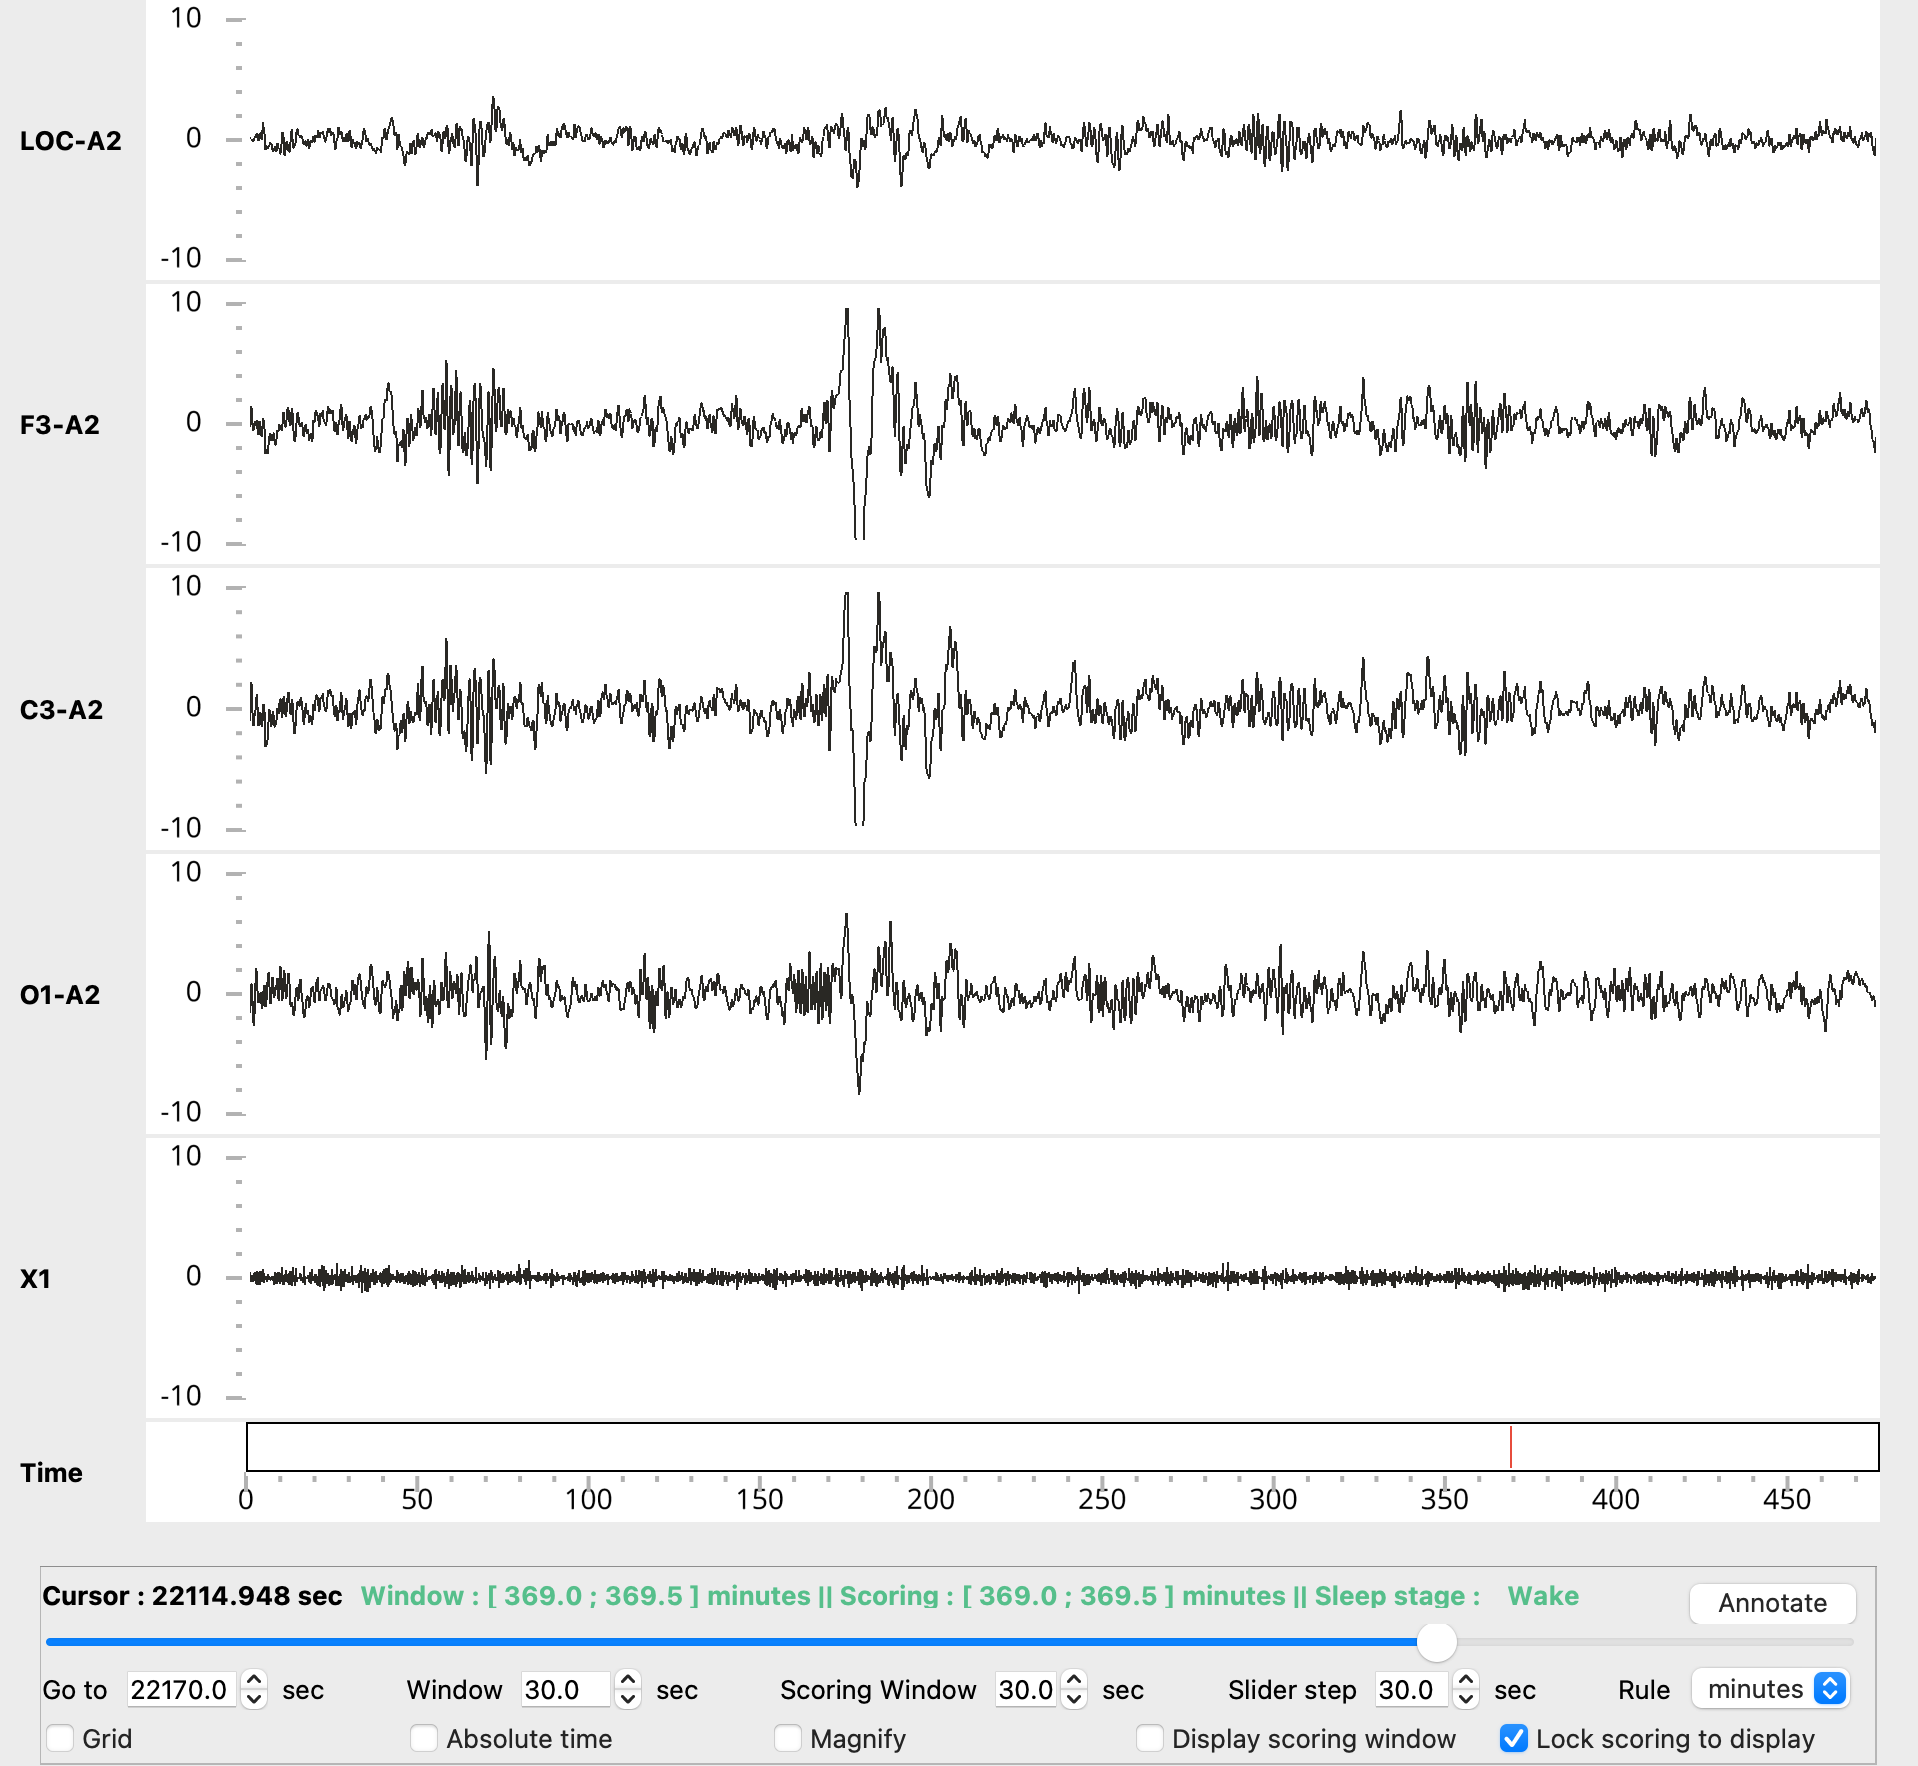 10
LOC-A2
0
-10
10
F3-A2
0
-10
10
C3-A2
0
-10
10
O1-A2
0
-10
10
X1
0
-10
Time
0 50 100 150 200 250 300 350 400 450
Cursor : 22114.948 sec Window : [ 369.0 ; 369.5 ] minutes || Scoring : [ 369.0 ; 369.5 ] minutes || Sleep stage : Wake Annotate
Go to 22170.0 sec Window 30.0 sec Scoring Window 30.0 sec Slider step 30.0 sec Rule minutes
Grid Absolute time Magnify Display scoring window Lock scoring to display